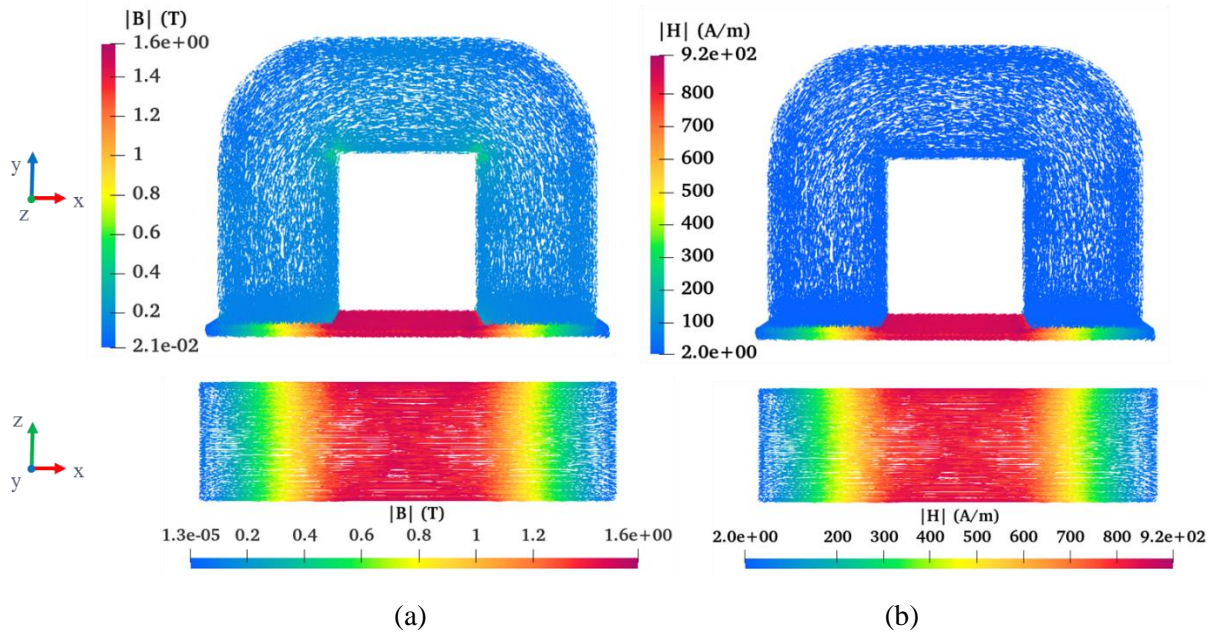 |B| (T)
1.6e+00
1.4
1.2
1
0.8
0.6
0.4
0.2
2.1e-02
|H| (A/m)
9.2e+02
800
700
600
500
400
300
200
100
2.0e+00
y
z
x
z
y
x
|B| (T)
1.3e-05 0.2 0.4 0.6 0.8 1 1.2 1.6e+00
|H| (A/m)
2.0e+00 200 300 400 500 600 700 800 9.2e+02
(a)
(b)